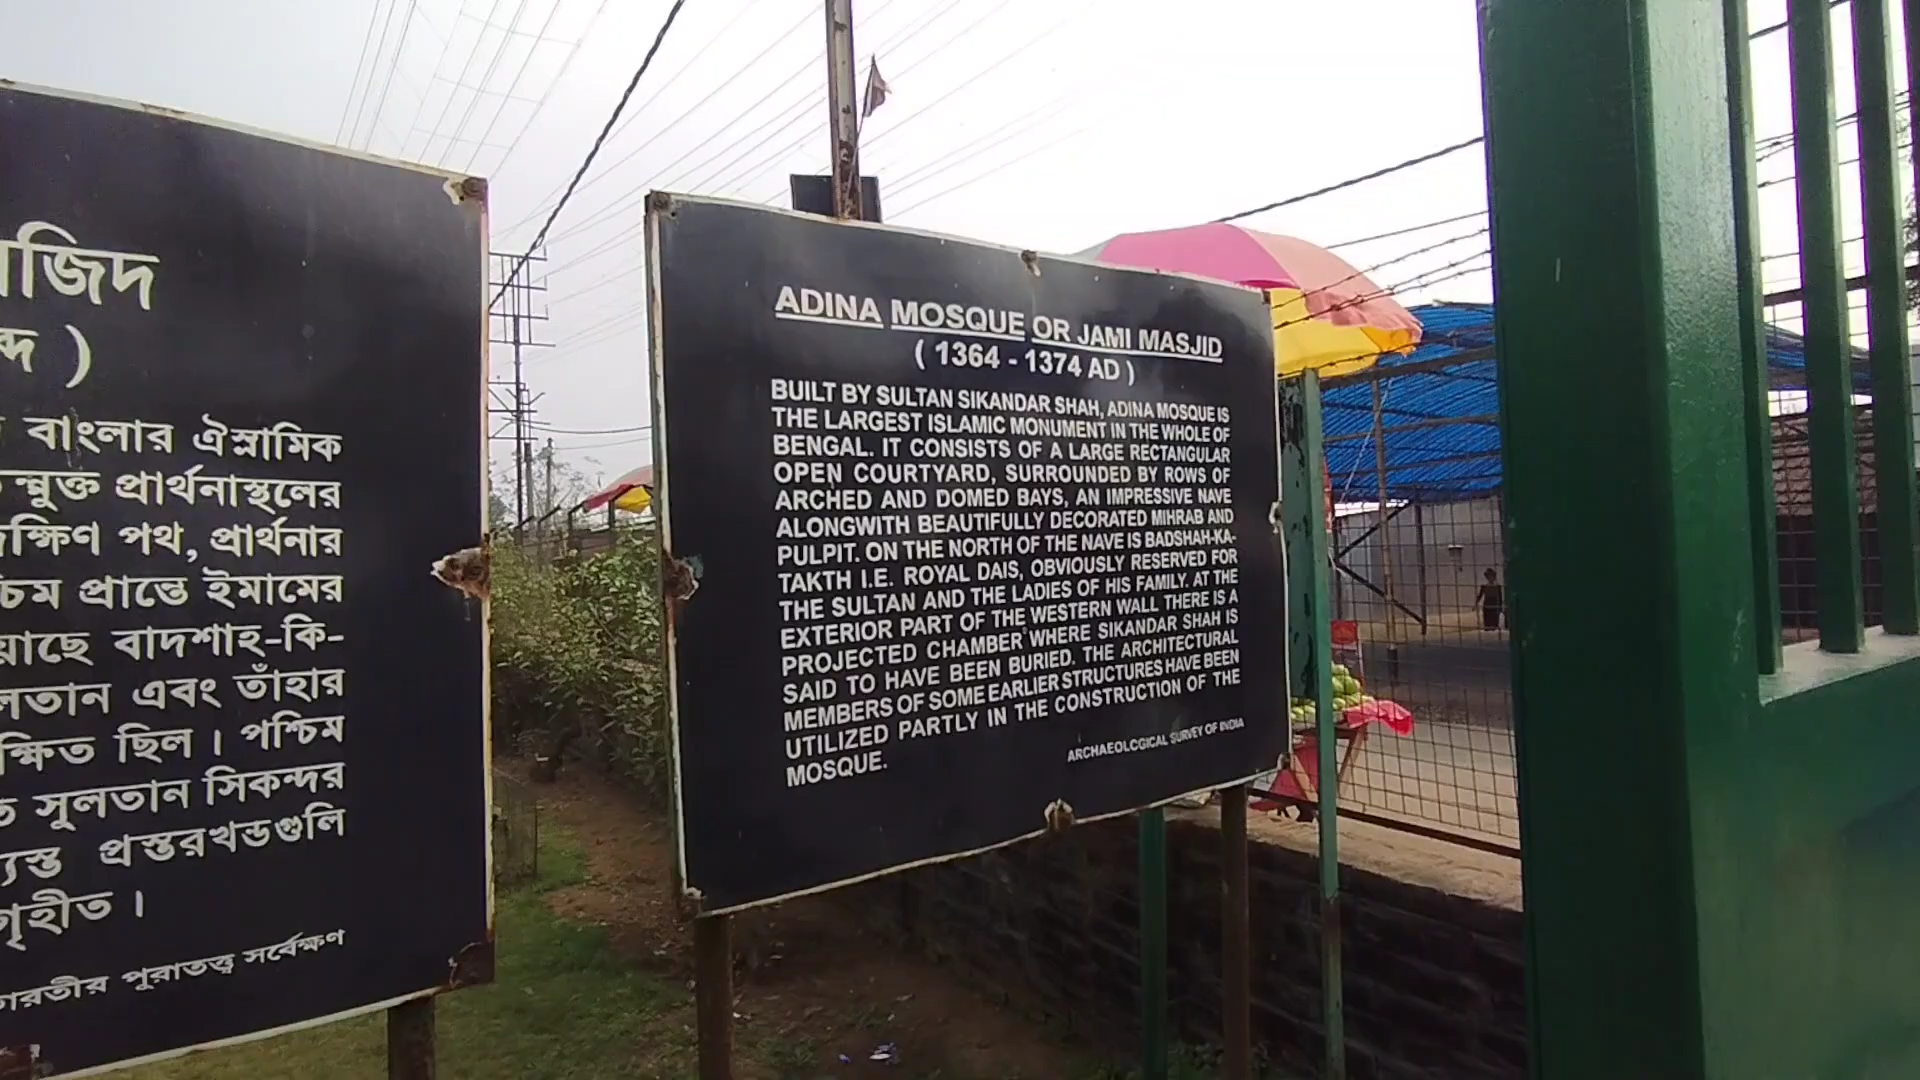 জিদ
)
বাংলার ঐস্লামিক
প্রার্থনাস্থলের
পথ, প্রার্থনার
প্রান্তে ইমামের
বাদশাহ-কি-
এবং তাঁহার
ছিল। পশ্চিম
সুলতান সিকন্দর
প্রস্তরখন্ডগুলি
গৃহীত।
পুরাতত্ত্ব সর্বেক্ষণ
ADINA MOSQUE OR JAMI MASJID
( 1364 - 1374 AD )
BUILT BY SULTAN SIKANDAR SHAH, ADINA MOSQUE IS
THE LARGEST ISLAMIC MONUMENT IN THE WHOLE OF
BENGAL. IT CONSISTS OF A LARGE RECTANGULAR
OPEN COURTYARD, SURROUNDED BY ROWS OF
ARCHED AND DOMED BAYS, AN IMPRESSIVE NAVE
ALONGWITH BEAUTIFULLY DECORATED MIHRAB AND
PULPIT. ON THE NORTH OF THE NAVE IS BADSHAH-KA-
TAKTH I.E. ROYAL DAIS, OBVIOUSLY RESERVED FOR
THE SULTAN AND THE LADIES OF HIS FAMILY. AT THE
EXTERIOR PART OF THE WESTERN WALL THERE IS A
PROJECTED CHAMBER WHERE SIKANDAR SHAH IS
SAID TO HAVE BEEN BURIED. THE ARCHITECTURAL
MEMBERS OF SOME EARLIER STRUCTURES HAVE BEEN
UTILIZED PARTLY IN THE CONSTRUCTION OF THE
MOSQUE.
ARCHAEOLOGICAL SURVEY OF INDIA